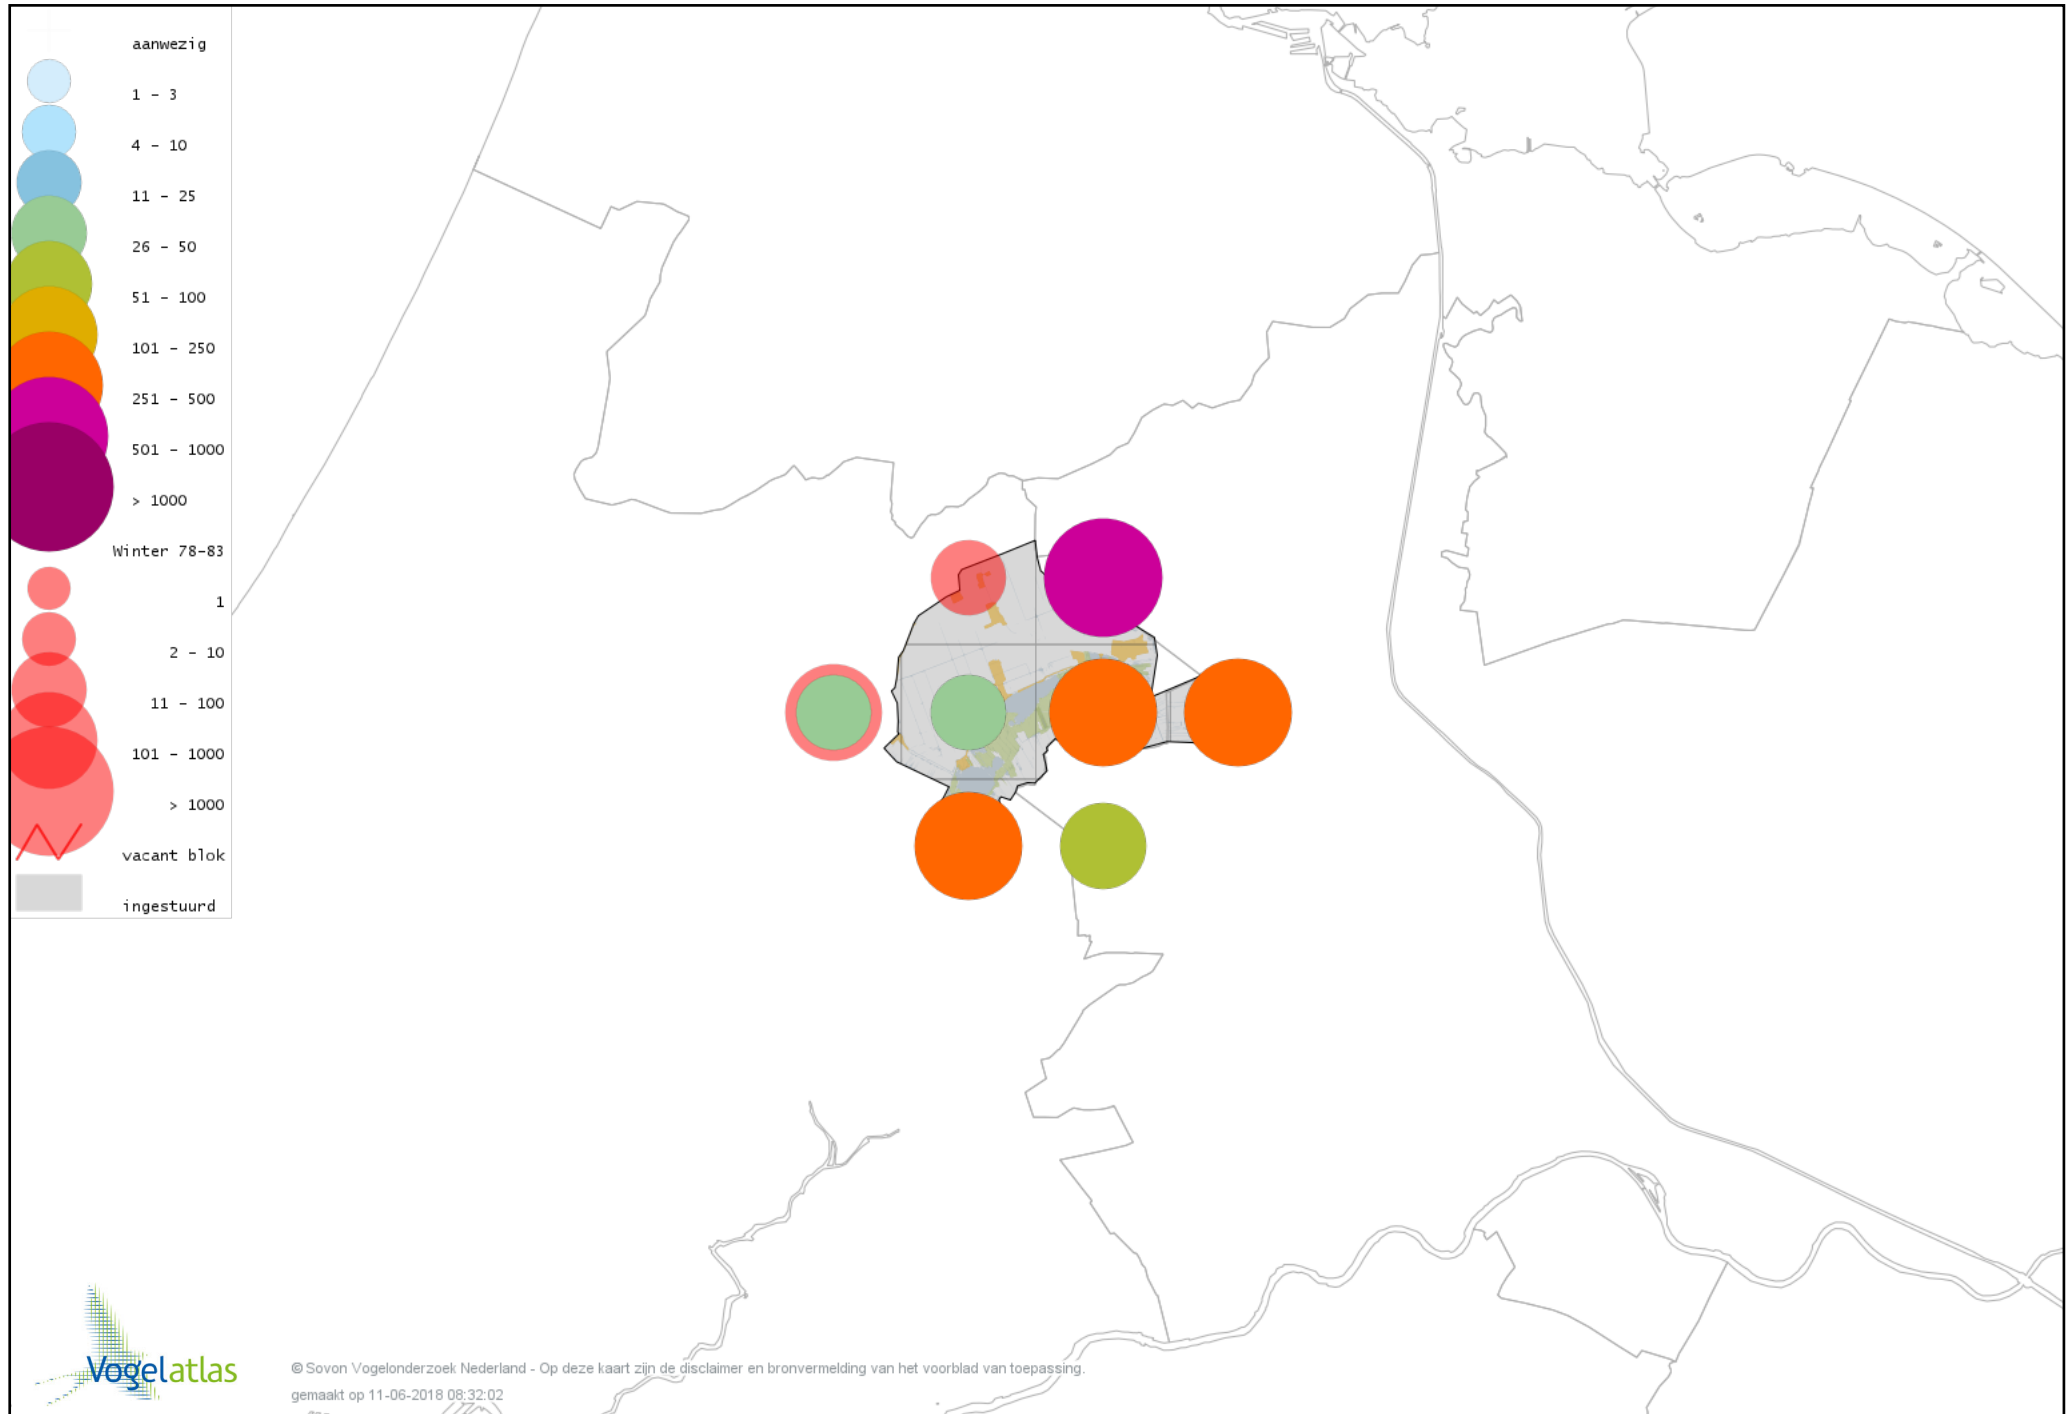 aanwezig
1 - 3
4 - 10
11 - 25
26 - 50
51 - 100
101 - 250
251 - 500
501 - 1000
> 1000
Winter 78-83
1
2 - 10
11 - 100
101 - 1000
> 1000
vacant blok
ingestuurd
Vogelatlas
© Sovon Vogelonderzoek Nederland - Op deze kaart zijn de disclaimer en bronvermelding van het voorblad van toepassing.
gemaakt op 11-06-2018 08:32:02